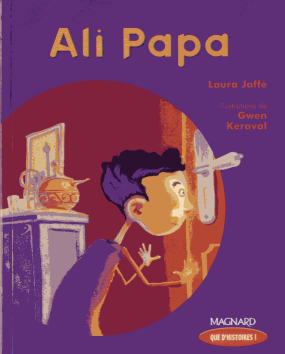 Ali Papa
Laura Jaffé
Illustrations de
Gwen
Keraval
MAGNARD
QUE D'HISTOIRES !